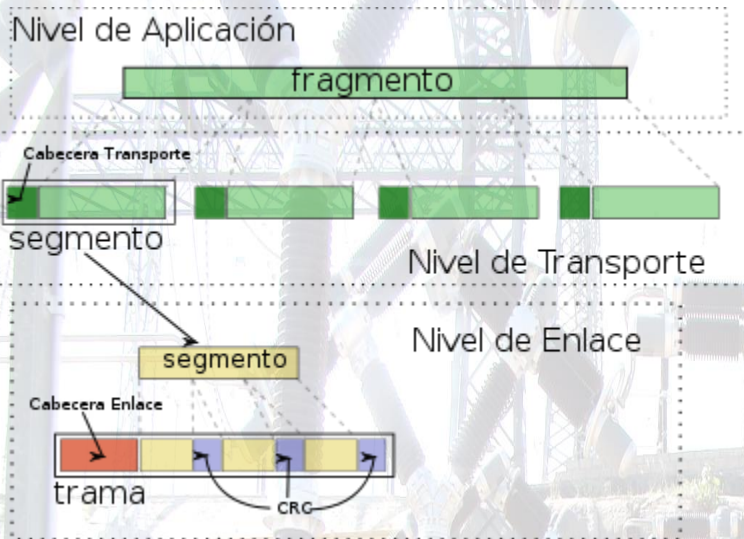 Nivel de Aplicación
fragmento
Cabecera Transporte
segmento
Nivel de Transporte
Nivel de Enlace
segmento
Cabecera Enlace
trama
CRC